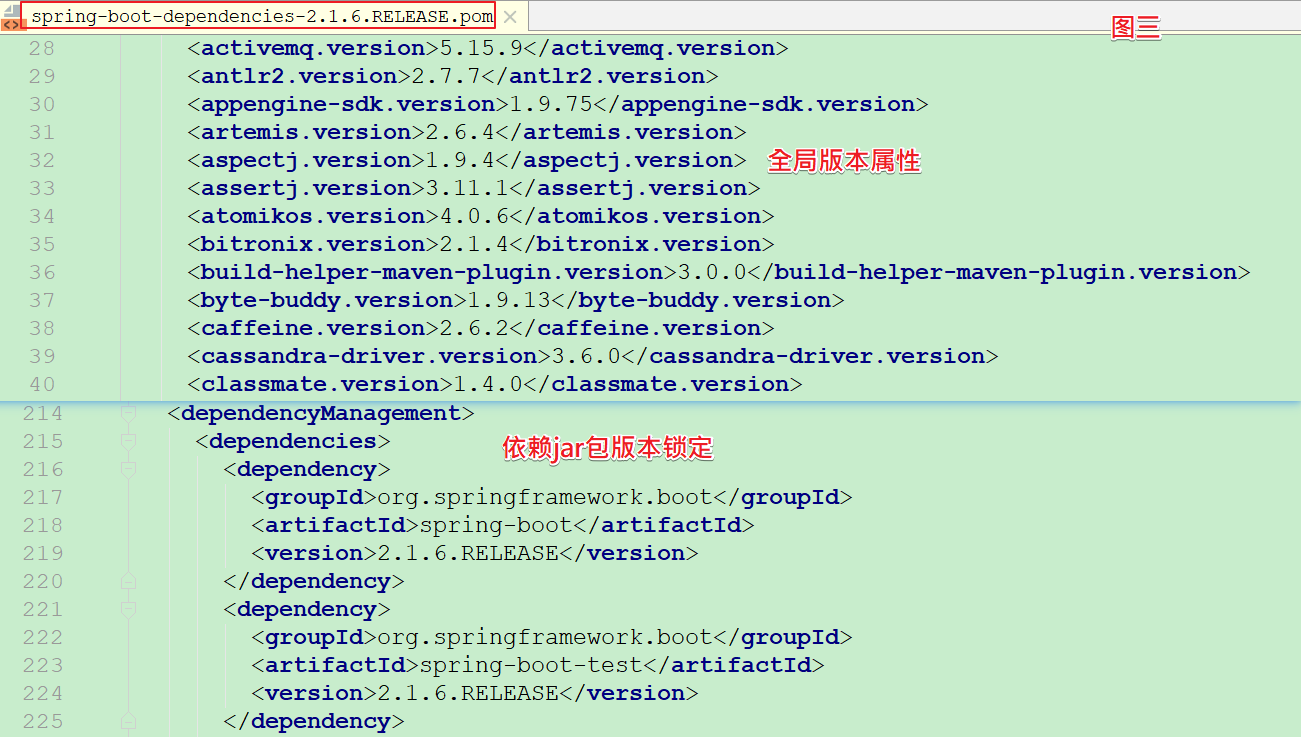 spring-boot-dependencies-2.1.6.RELEASE.pom
图三
28 <activemq.version>5.15.9</activemq.version>
29 <antlr2.version>2.7.7</antlr2.version>
30 <appengine-sdk.version>1.9.75</appengine-sdk.version>
31 <artemis.version>2.6.4</artemis.version>
32 <aspectj.version>1.9.4</aspectj.version> 全局版本属性
33 <assertj.version>3.11.1</assertj.version>
34 <atomikos.version>4.0.6</atomikos.version>
35 <bitronix.version>2.1.4</bitronix.version>
36 <build-helper-maven-plugin.version>3.0.0</build-helper-maven-plugin.version>
37 <byte-buddy.version>1.9.13</byte-buddy.version>
38 <caffeine.version>2.6.2</caffeine.version>
39 <cassandra-driver.version>3.6.0</cassandra-driver.version>
40 <classmate.version>1.4.0</classmate.version>
214 <dependencyManagement>
215 <dependencies> 依赖jar包版本锁定
216 <dependency>
217 <groupId>org.springframework.boot</groupId>
218 <artifactId>spring-boot</artifactId>
219 <version>2.1.6.RELEASE</version>
220 </dependency>
221 <dependency>
222 <groupId>org.springframework.boot</groupId>
223 <artifactId>spring-boot-test</artifactId>
224 <version>2.1.6.RELEASE</version>
225 </dependency>